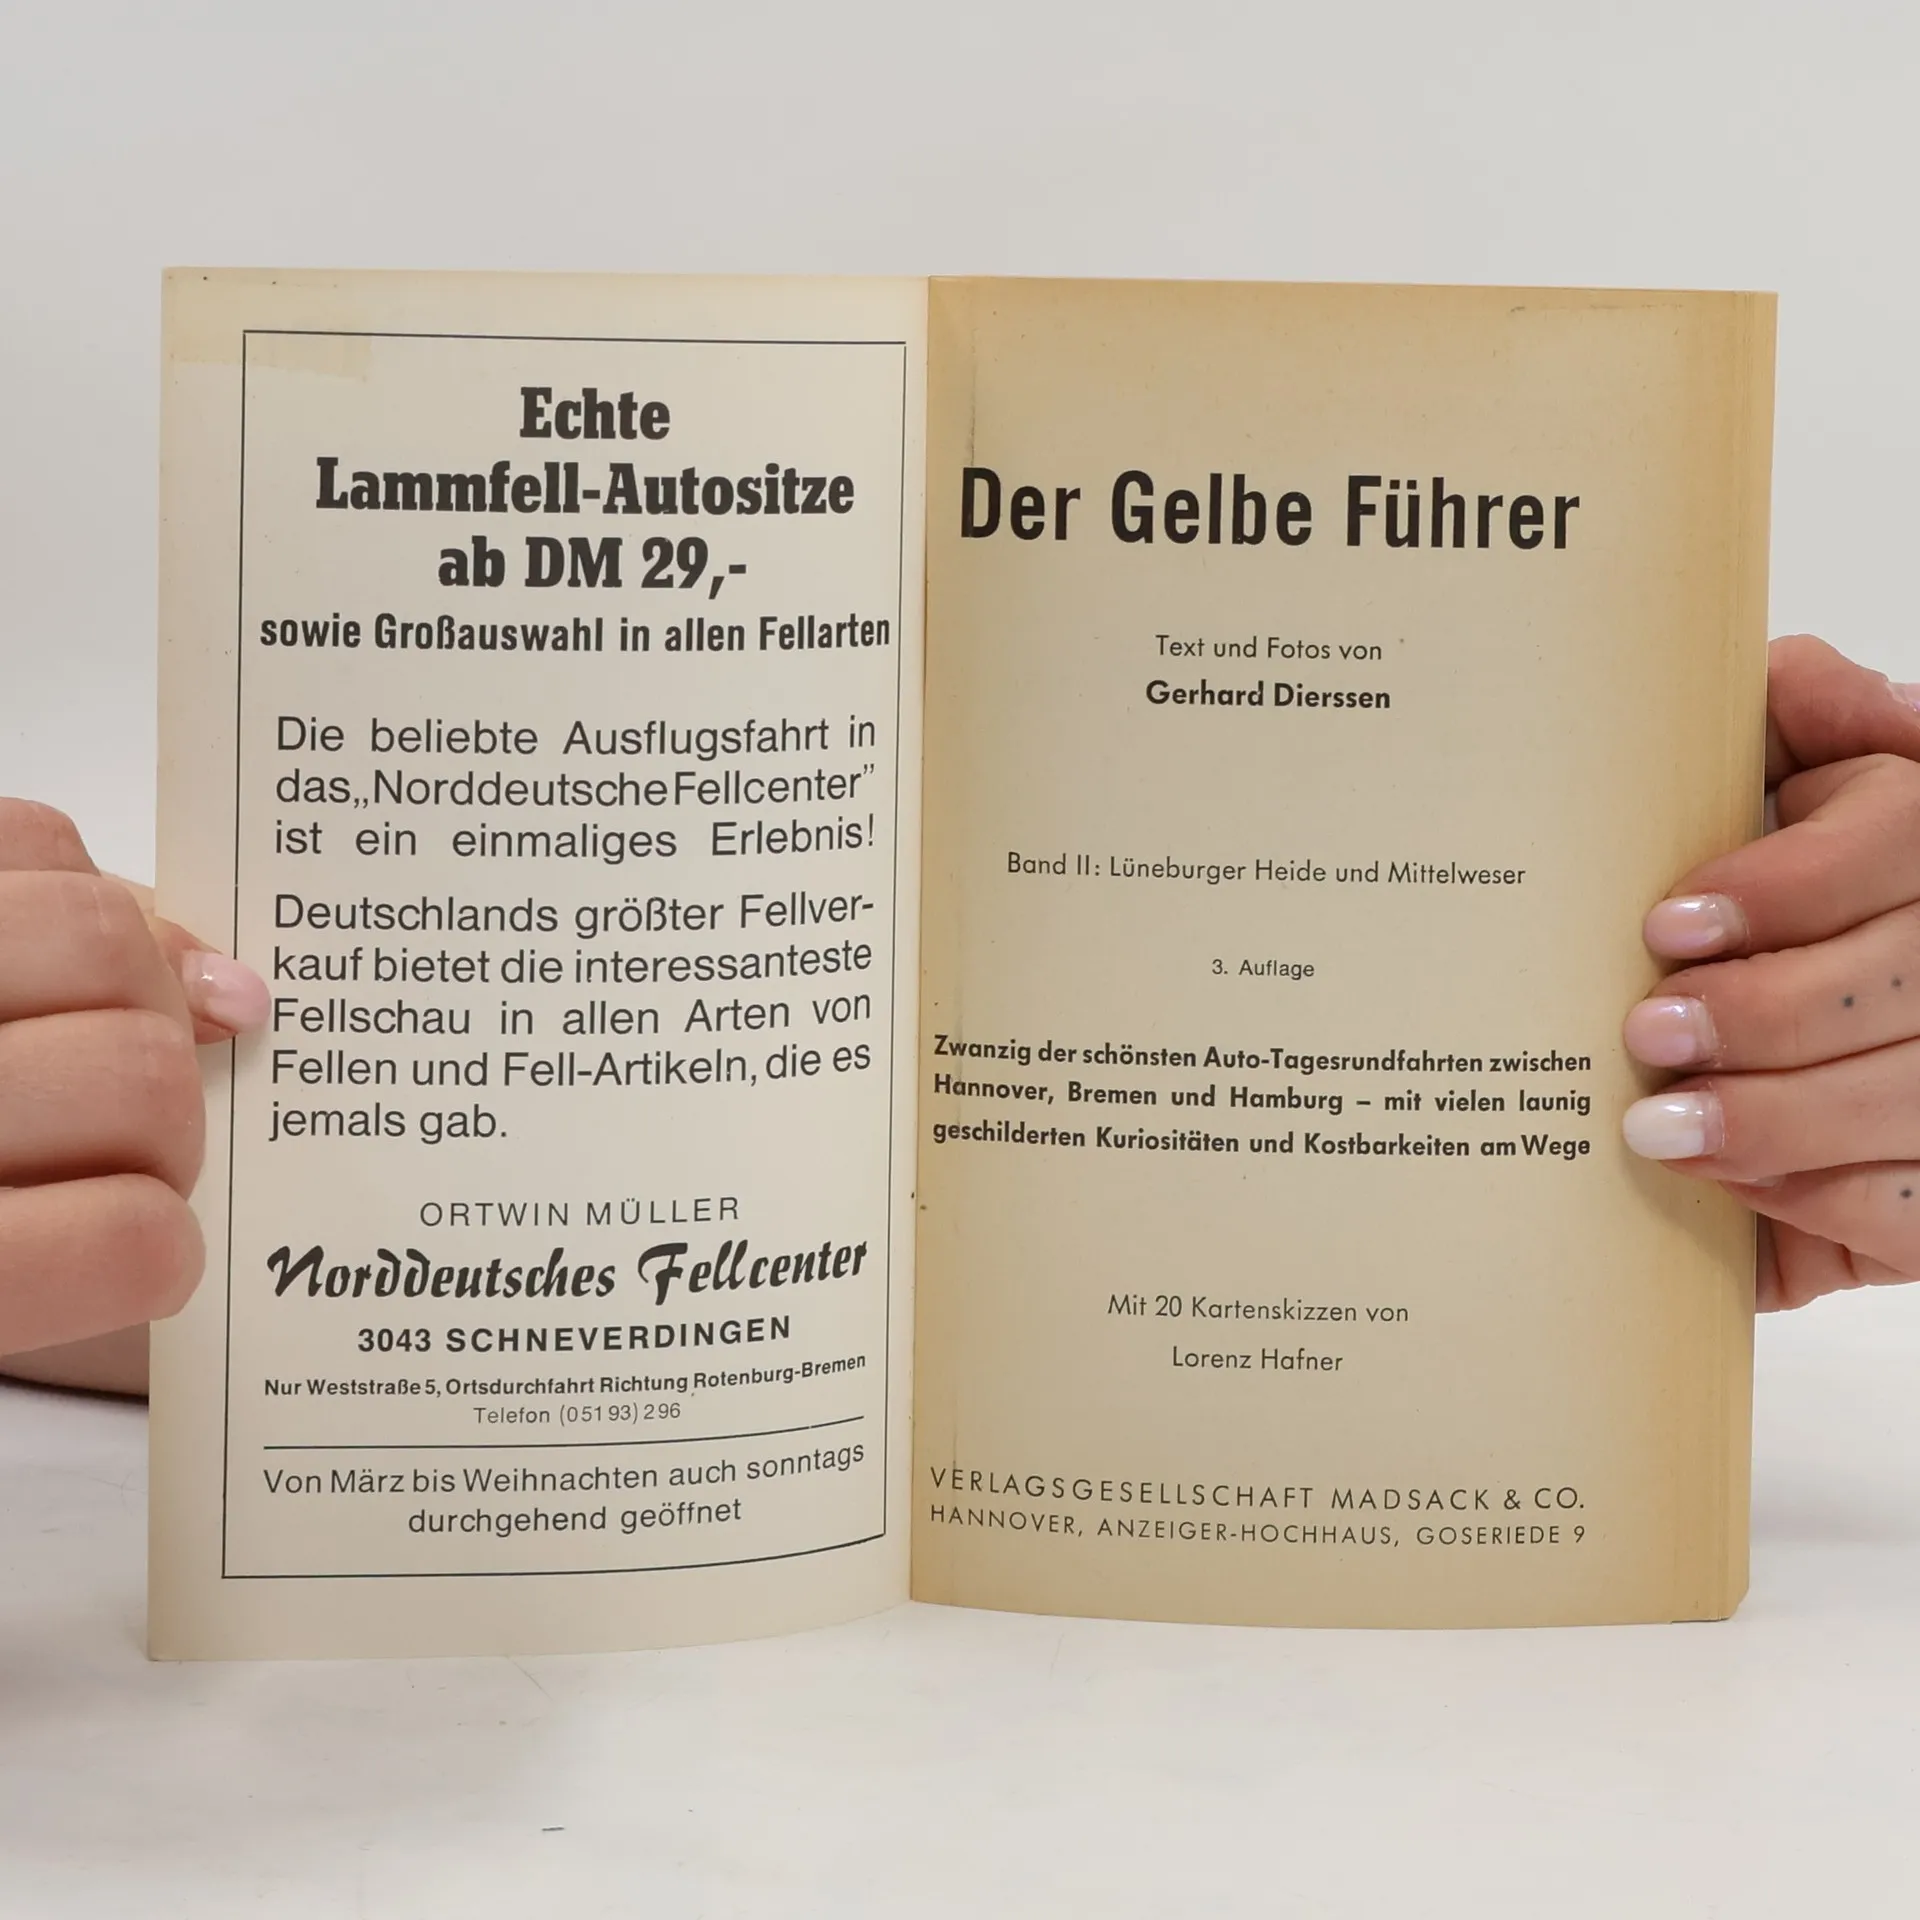 Echte
Lammfell-Autositze
ab DM 29,-
sowie Großauswahl in allen Fellarten
Die beliebte Ausflugsfahrt in
das „Norddeutsche Fellcenter”
ist ein einmaliges Erlebnis!
Deutschlands größter Fellver-
kauf bietet die interessanteste
Fellschau in allen Arten von
Fellen und Fell-Artikeln, die es
jemals gab.
ORTWIN MÜLLER
Norddeutsches Fellcenter
3043 SCHNEVERDINGEN
Nur Weststraße 5, Ortsdurchfahrt Richtung Rotenburg-Bremen
Telefon (05193) 296
Von März bis Weihnachten auch sonntags
durchgehend geöffnet
Der Gelbe Führer
Text und Fotos von
Gerhard Dierssen
Band II: Lüneburger Heide und Mittelweser
3. Auflage
Zwanzig der schönsten Auto-Tagesrundfahrten zwischen
Hannover, Bremen und Hamburg – mit vielen launig
geschilderten Kuriositäten und Kostbarkeiten am Wege
Mit 20 Kartenskizzen von
Lorenz Hafner
VERLAGSGESELLSCHAFT MADSACK & CO.
HANNOVER, ANZEIGER-HOCHHAUS, GOSERIEDE 9